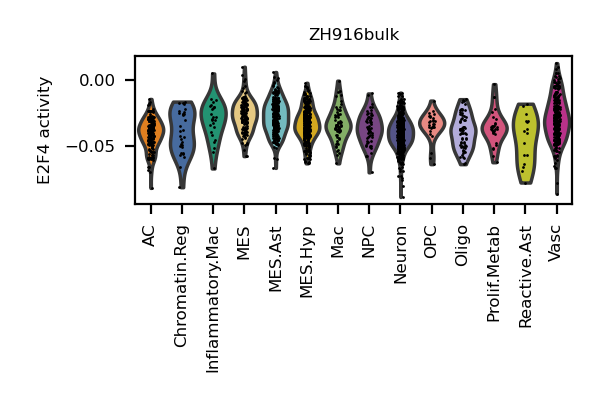 ZH916bulk
E2F4 activity
0.00
−0.05
AC
Chromatin.Reg
Inflammatory.Mac
MES
MES.Ast
MES.Hyp
Mac
NPC
Neuron
OPC
Oligo
Prolif.Metab
Reactive.Ast
Vasc